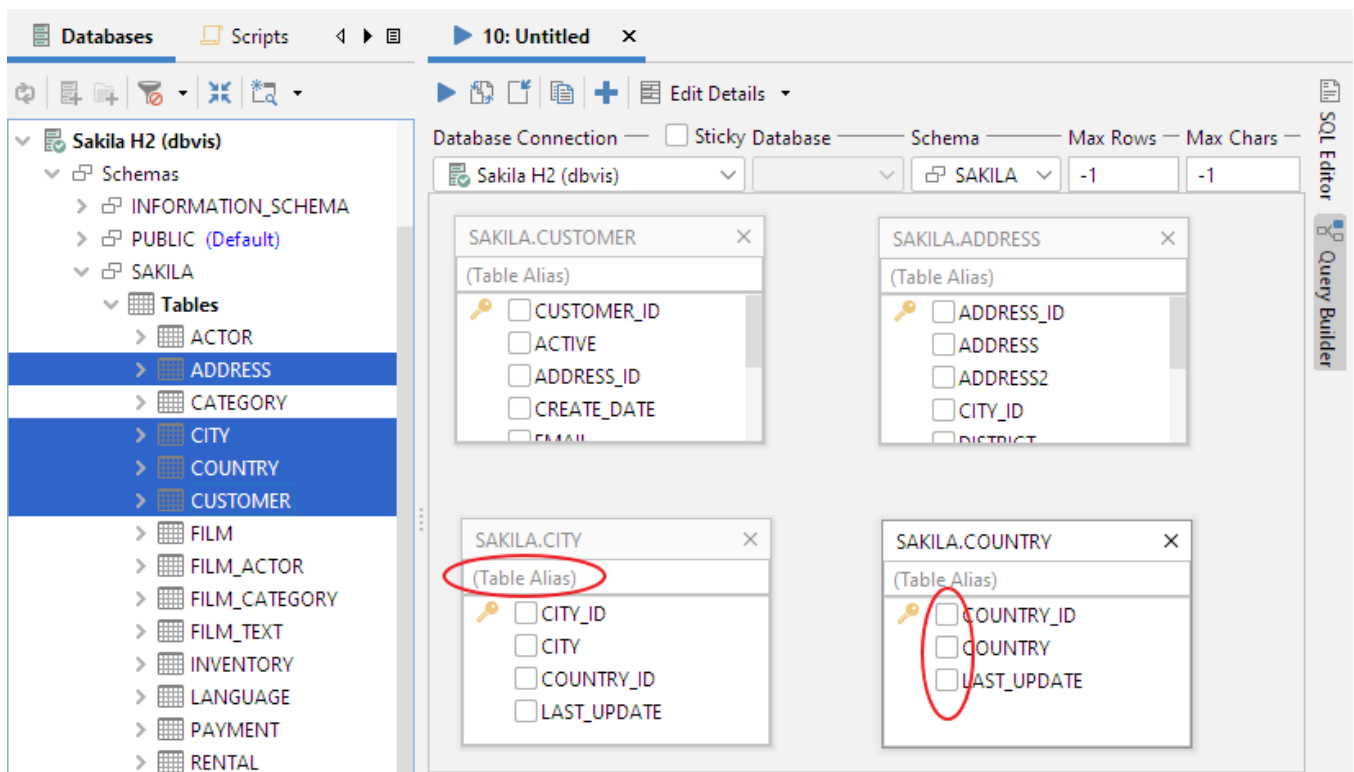 Databases Scripts
10: Untitled
Edit Details
Database Connection Sticky Database Schema Max Rows Max Chars
Sakila H2 (dbvis) SAKILA -1 -1
Sakila H2 (dbvis)
Schemas
INFORMATION_SCHEMA
PUBLIC (Default)
SAKILA
Tables
ACTOR
ADDRESS
CATEGORY
CITY
COUNTRY
CUSTOMER
FILM
FILM_ACTOR
FILM_CATEGORY
FILM_TEXT
INVENTORY
LANGUAGE
PAYMENT
RENTAL
SAKILA.CUSTOMER
(Table Alias)
CUSTOMER_ID
ACTIVE
ADDRESS_ID
CREATE_DATE
EMAIL
SAKILA.ADDRESS
(Table Alias)
ADDRESS_ID
ADDRESS
ADDRESS2
CITY_ID
DISTRICT
SAKILA.CITY
(Table Alias)
CITY_ID
CITY
COUNTRY_ID
LAST_UPDATE
SAKILA.COUNTRY
(Table Alias)
COUNTRY_ID
COUNTRY
LAST_UPDATE
SQL Editor
Query Builder